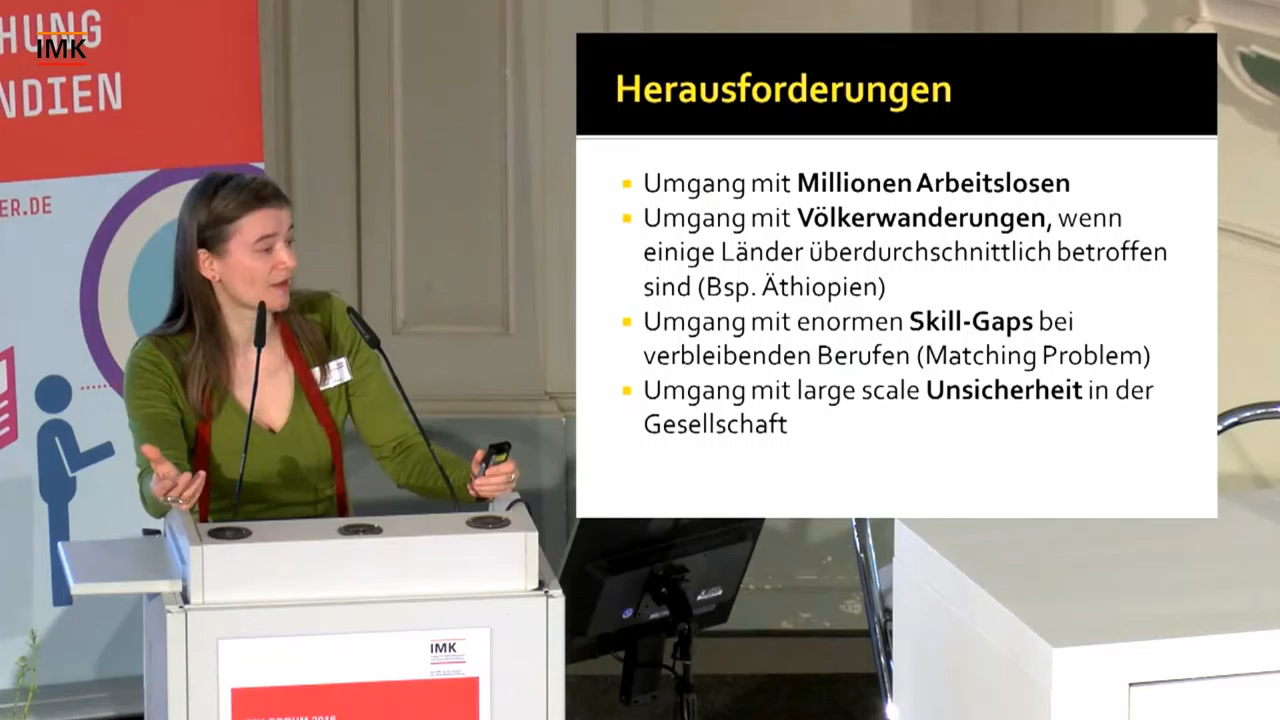 HUNG
IMK
NDIEN
ER.DE
Herausforderungen
Umgang mit Millionen Arbeitslosen
Umgang mit Völkerwanderungen, wenn
einige Länder überdurchschnittlich betroffen
sind (Bsp. Äthiopien)
Umgang mit enormen Skill-Gaps bei
verbleibenden Berufen (Matching Problem)
Umgang mit large scale Unsicherheit in der
Gesellschaft
IMK
FORUM 2016